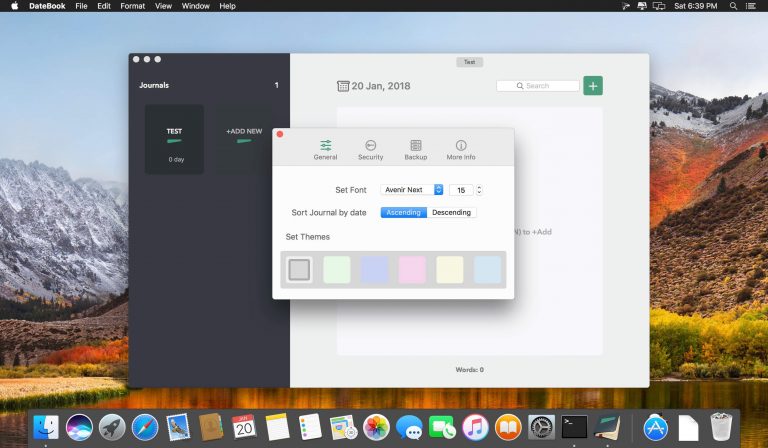 DateBook File Edit Format View Window Help Sat 6:39 PM
Test
Journals 1
20 Jan, 2018 Search +
TEST +ADD NEW
0 day
General Security Backup More Info
Set Font Avenir Next 15
Sort Journal by date Ascending Descending
N) to +Add
Set Themes
Words: 0
JAN
20